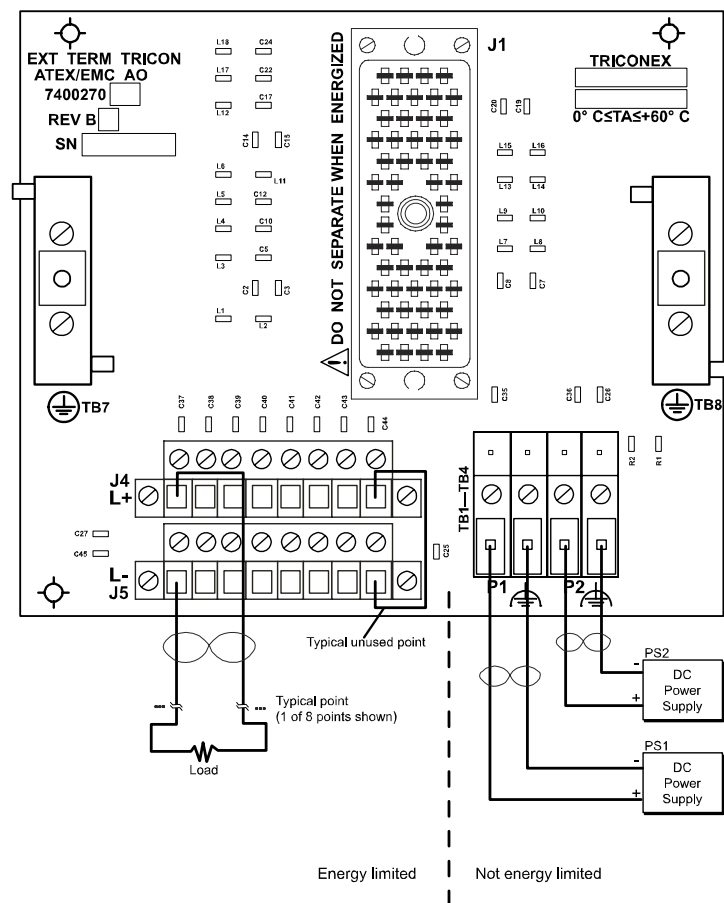 EXT TERM TRICON
ATEX/EMC AO
7400270
REV B
SN
L18
C24
L17
C22
C17
L12
C14
C15
L6
L11
L5
C12
L4
C10
L3
C5
C2
C3
L1
L2
DO NOT SEPARATE WHEN ENERGIZED
J1
TRICONEX
0° C≤TA≤+60° C
C20
C19
L15
L16
L13
L14
L9
L10
L7
L8
C8
C7
TB7
TB8
C37
C38
C39
C40
C41
C42
C43
C44
C35
C36
C26
R2
R1
J4
L+
C27
C45
L-
J5
C25
TB1—TB4
P1
P2
Typical unused point
Typical point
(1 of 8 points shown)
Load
PS2
-
+
DC
Power
Supply
PS1
-
+
DC
Power
Supply
Energy limited
Not energy limited